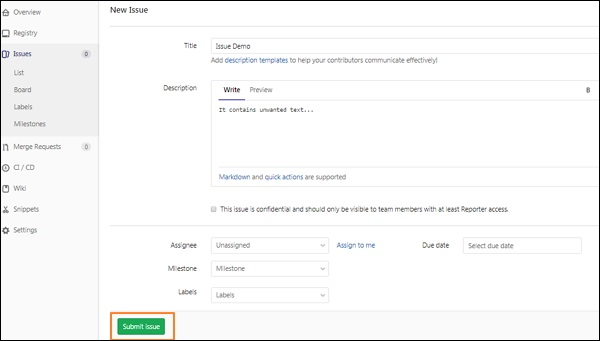 Overview
Registry
Issues 0
List
Board
Labels
Milestones
Merge Requests 0
CI / CD
Wiki
Snippets
Settings
New Issue
Title Issue Demo
Add description templates to help your contributors communicate effectively!
Description Write Preview B
It contains unwanted text...
Markdown and quick actions are supported
This issue is confidential and should only be visible to team members with at least Reporter access.
Assignee Unassigned Assign to me Due date Select due date
Milestone Milestone
Labels Labels
Submit issue